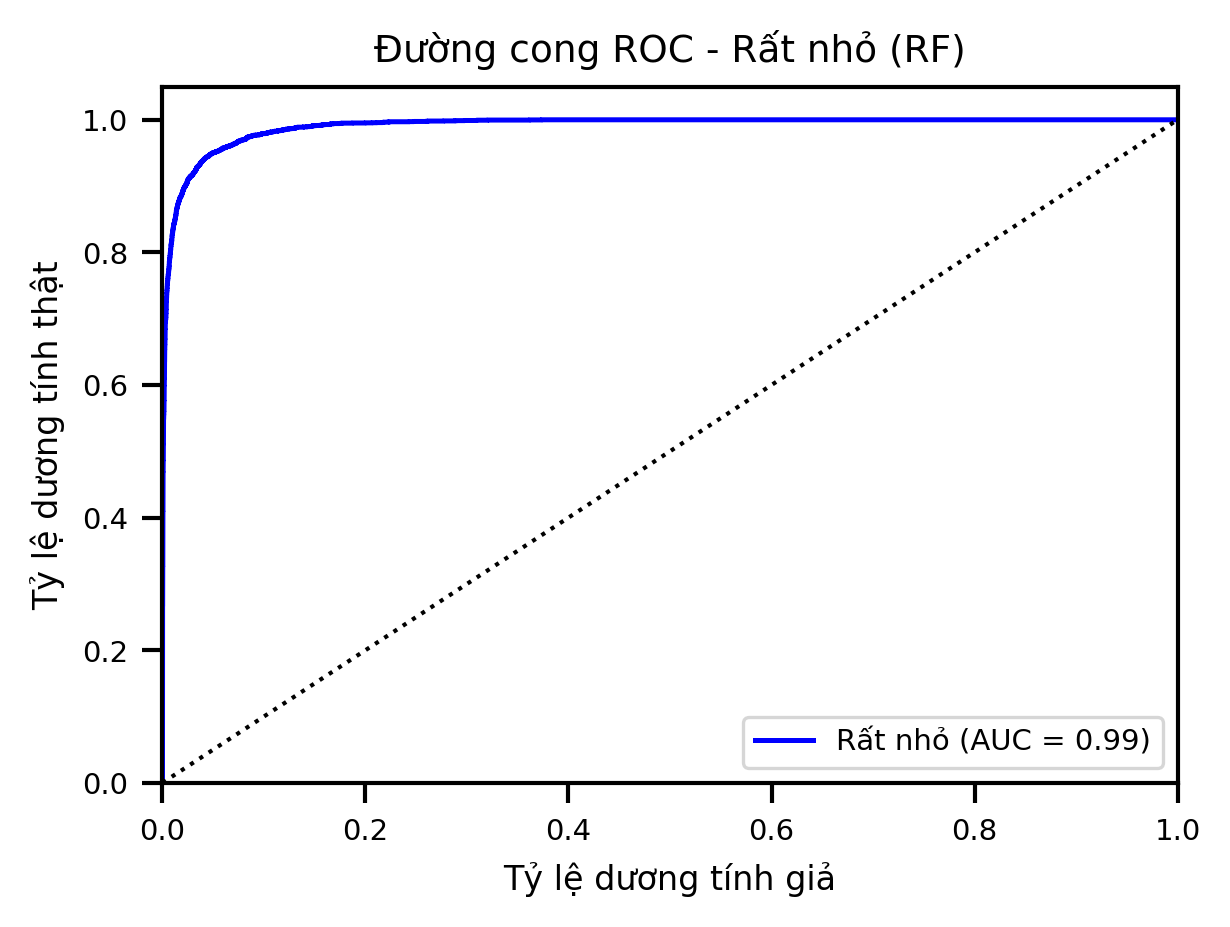 Đường cong ROC - Rất nhỏ (RF)
Tỷ lệ dương tính thật
1.0
0.8
0.6
0.4
0.2
0.0
Rất nhỏ (AUC = 0.99)
0.0 0.2 0.4 0.6 0.8 1.0
Tỷ lệ dương tính giả